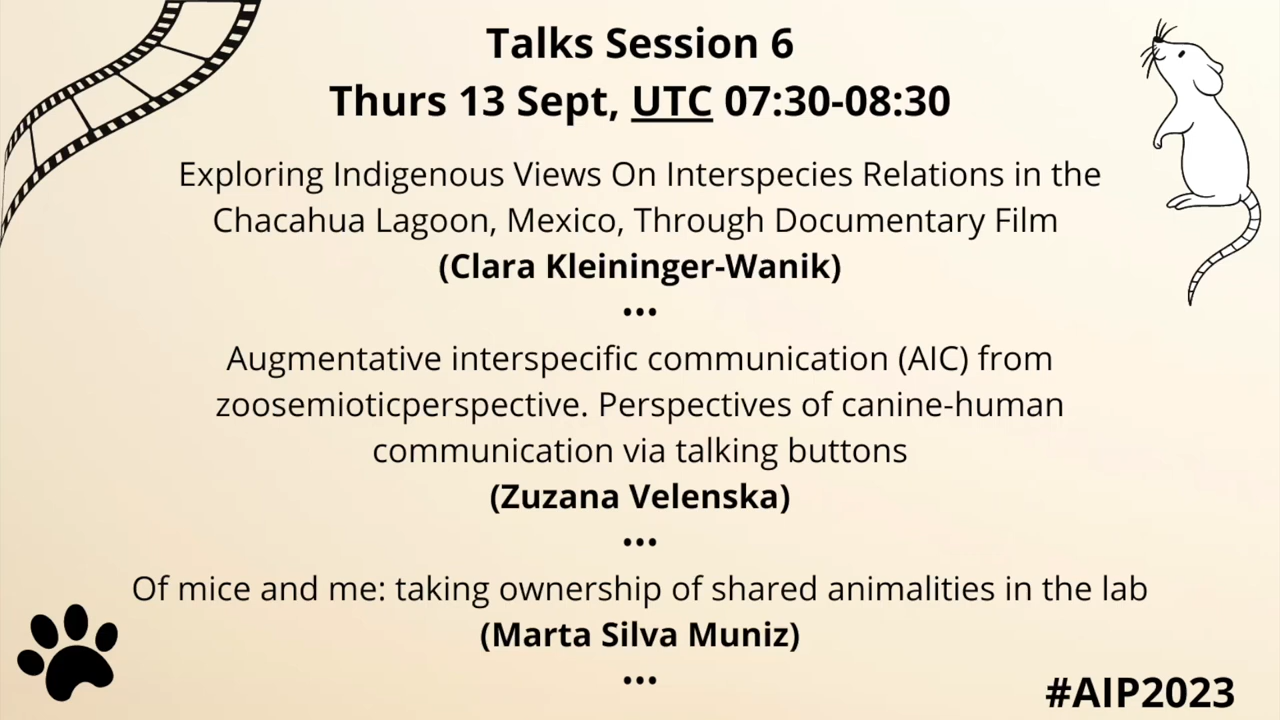 Talks Session 6
Thurs 13 Sept, UTC 07:30-08:30
Exploring Indigenous Views On Interspecies Relations in the
Chacahua Lagoon, Mexico, Through Documentary Film
(Clara Kleininger-Wanik)
•••
Augmentative interspecific communication (AIC) from
zoosemioticperspective. Perspectives of canine-human
communication via talking buttons
(Zuzana Velenska)
•••
Of mice and me: taking ownership of shared animalities in the lab
(Marta Silva Muniz)
•••
#AIP2023